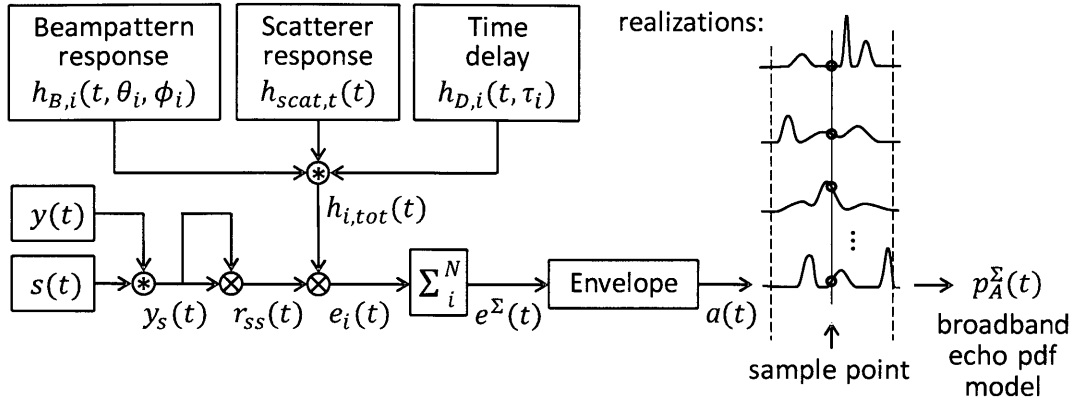 Beampattern
response
h_{B,i}(t, θ_i, ϕ_i)
Scatterer
response
h_{scat,t}(t)
Time
delay
h_{D,i}(t, τ_i)
realizations:
h_{i,tot}(t)
y(t)
s(t)
y_s(t)
r_{ss}(t)
e_i(t)
Σ_i^N
e^Σ(t)
Envelope
a(t)
sample point
p_A^Σ(t)
broadband
echo pdf
model